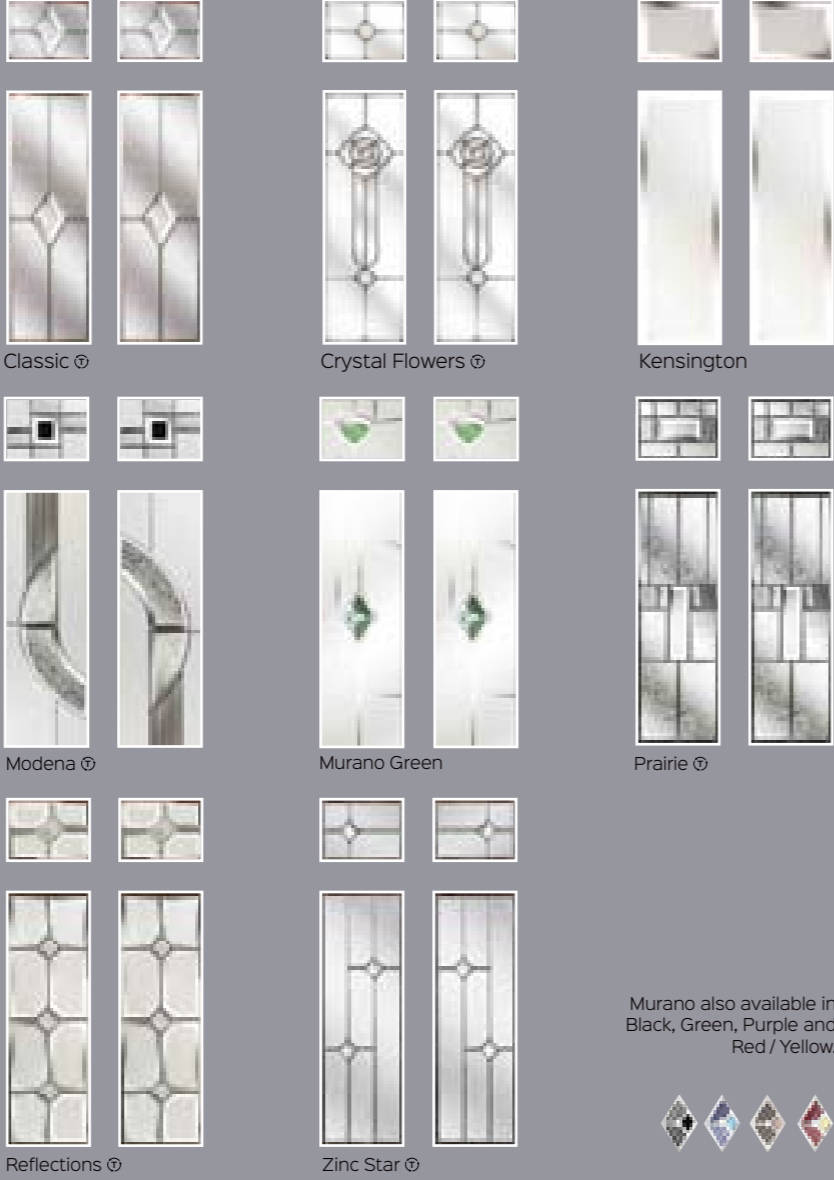 Classic Ⓣ
Crystal Flowers Ⓣ
Kensington
Modena Ⓣ
Murano Green
Prairie Ⓣ
Murano also available in
Black, Green, Purple and
Red / Yellow.
Reflections Ⓣ
Zinc Star Ⓣ